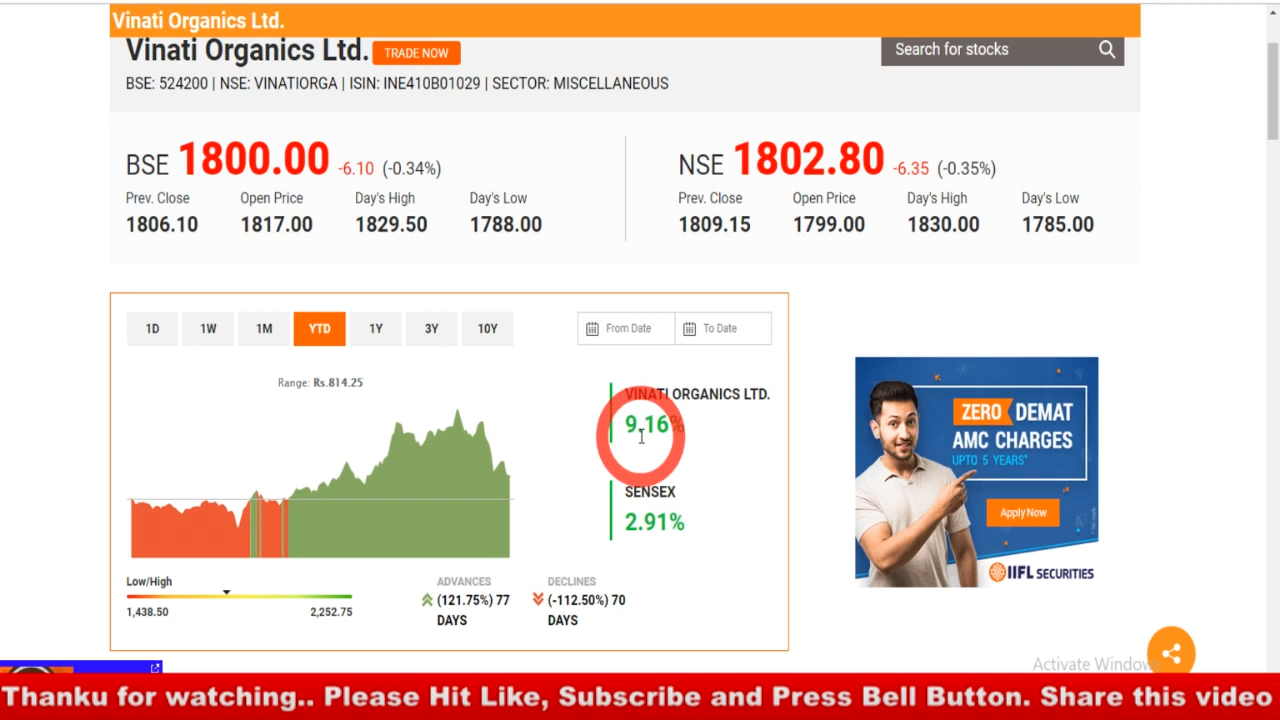 Vinati Organics Ltd.
Vinati Organics Ltd. TRADE NOW
Search for stocks
BSE: 524200 | NSE: VINATIORGA | ISIN: INE410B01029 | SECTOR: MISCELLANEOUS
BSE 1800.00 -6.10 (-0.34%)
Prev. Close Open Price Day's High Day's Low
1806.10 1817.00 1829.50 1788.00
NSE 1802.80 -6.35 (-0.35%)
Prev. Close Open Price Day's High Day's Low
1809.15 1799.00 1830.00 1785.00
1D 1W 1M YTD 1Y 3Y 10Y
From Date To Date
Range: Rs.814.25
VINATI ORGANICS LTD.
9.16%
SENSEX
2.91%
Low/High
1,438.50 2,252.75
ADVANCES
(121.75%) 77
DAYS
DECLINES
(-112.50%) 70
DAYS
ZERO DEMAT
AMC CHARGES
UPTO 5 YEARS*
Apply Now
IIFL SECURITIES
Activate Window
Thanku for watching.. Please Hit Like, Subscribe and Press Bell Button. Share this video